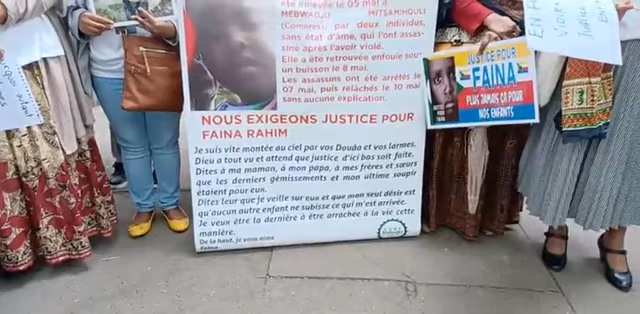 été enlevée le 05 mai à
MEBWADJU MITSAMIHOULI
(Comores), par deux individus,
sans état d'âme, qui l'ont assas-
siné après l'avoir violé.
Elle a été retrouvée enfouie sous
un buisson le 8 mai.
Les assassins ont été arrêtés le
07 mai, puis relâchés le 10 mai
sans aucune explication.
NOUS EXIGEONS JUSTICE POUR
FAINA RAHIM
Je suis vite montée au ciel par vos Douâa et vos larmes.
Dieu a tout vu et attend que justice d'ici bas soit faite.
Dites à ma maman, à mon papa, à mes frères et sœurs
que les derniers gémissements et mon ultime soupir
étaient pour eux.
Dites leur que je veille sur eux et que mon seul désir est
qu'aucun autre enfant ne subisse ce qui m'est arrivée.
Je veux être la dernière à être arrachée à la vie cette
manière.
De la haut, je vous aime
Faina
JUSTICE POUR
FAINA
PLUS JAMAIS ÇA POUR
NOS ENFANTS
EN